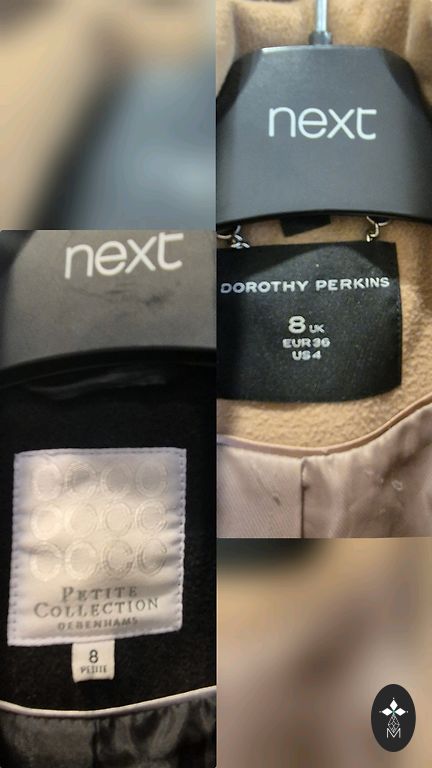 next
DOROTHY PERKINS
8 UK
EUR 36
US 4
next
PETITE
COLLECTION
DEBENHAMS
8
PETITE
M